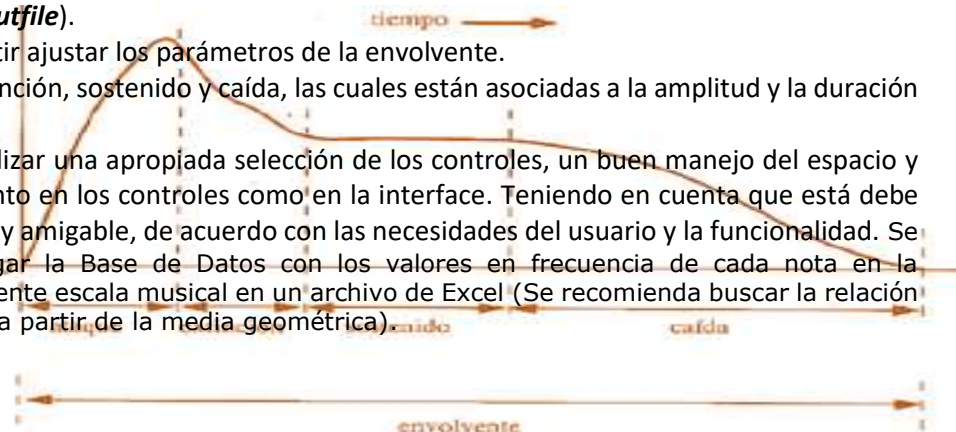 utfile).
tiempo
tir ajustar los parámetros de la envolvente.
nción, sostenido y caída, las cuales están asociadas a la amplitud y la duración
lizar una apropiada selección de los controles, un buen manejo del espacio y
nto en los controles como en la interface. Teniendo en cuenta que está debe
y amigable, de acuerdo con las necesidades del usuario y la funcionalidad. Se
gar la Base de Datos con los valores en frecuencia de cada nota en la
ente escala musical en un archivo de Excel (Se recomienda buscar la relación
a partir de la media geométrica).
caída
envolvente